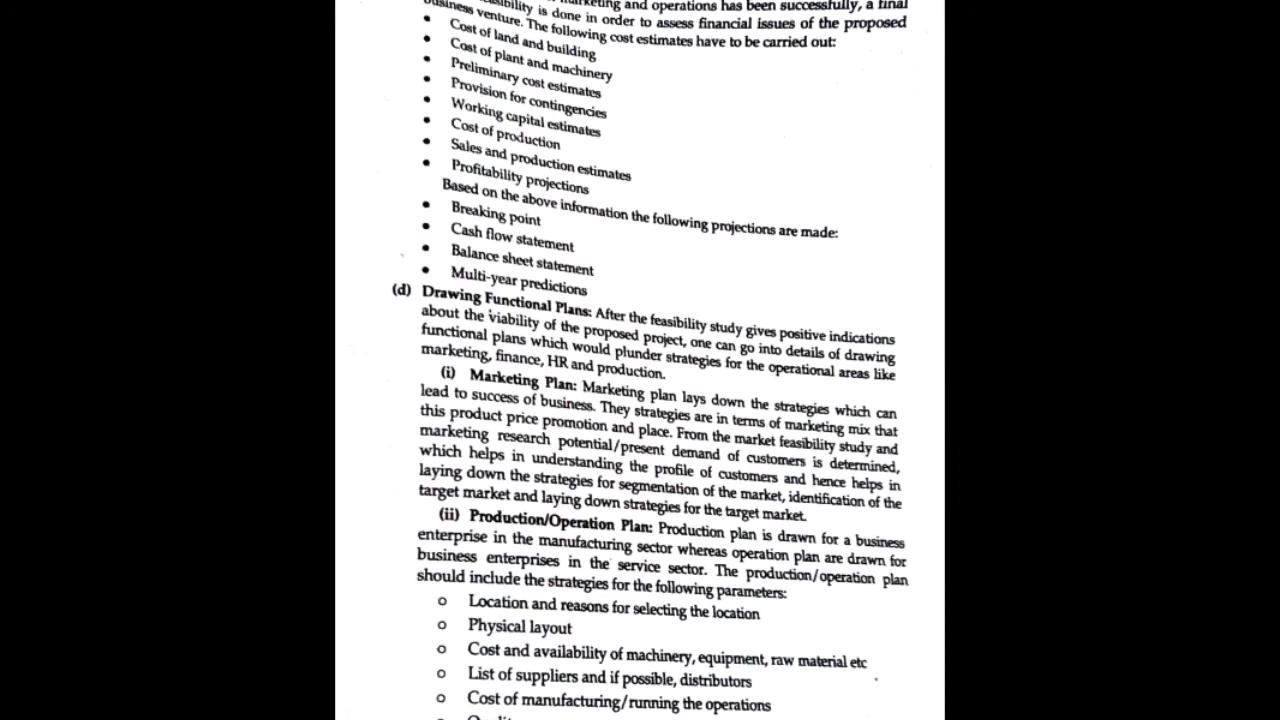 marketing and operations has been successfully, a final
feasibility is done in order to assess financial issues of the proposed
business venture. The following cost estimates have to be carried out:
• Cost of land and building
• Cost of plant and machinery
• Preliminary cost estimates
• Provision for contingencies
• Working capital estimates
• Cost of production
• Sales and production estimates
• Profitability projections
Based on the above information the following projections are made:
• Breaking point
• Cash flow statement
• Balance sheet statement
• Multi-year predictions
(d) Drawing Functional Plans: After the feasibility study gives positive indications
about the viability of the proposed project, one can go into details of drawing
functional plans which would plunder strategies for the operational areas like
marketing, finance, HR and production.
(i) Marketing Plan: Marketing plan lays down the strategies which can
lead to success of business. They strategies are in terms of marketing mix that
this product price promotion and place. From the market feasibility study and
marketing research potential/present demand of customers is determined,
which helps in understanding the profile of customers and hence helps in
laying down the strategies for segmentation of the market, identification of the
target market and laying down strategies for the target market.
(ii) Production/Operation Plan: Production plan is drawn for a business
enterprise in the manufacturing sector whereas operation plan are drawn for
business enterprises in the service sector. The production/operation plan
should include the strategies for the following parameters:
o Location and reasons for selecting the location
o Physical layout
o Cost and availability of machinery, equipment, raw material etc
o List of suppliers and if possible, distributors
o Cost of manufacturing/running the operations